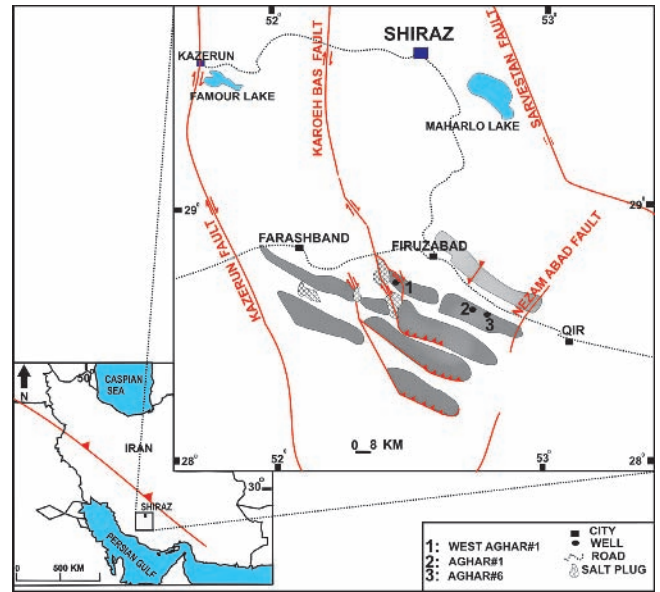 52°
53°
SHIRAZ
KAZERUN
FAMOUR LAKE
KAROEH BAS FAULT
SARVESTAN FAULT
MAHARLO LAKE
29°
29°
FARASHBAND
FIRUZABAD
KAZERUN FAULT
NEZAM ABAD FAULT
1
2
3
QIR
0 8 KM
28°
52°
53°
28°
50°
N
CASPIAN
SEA
IRAN
30°
SHIRAZ
PERSIAN GULF
0 500 KM
1: WEST AGHAR#1
2: AGHAR#1
3: AGHAR#6
CITY
WELL
ROAD
SALT PLUG